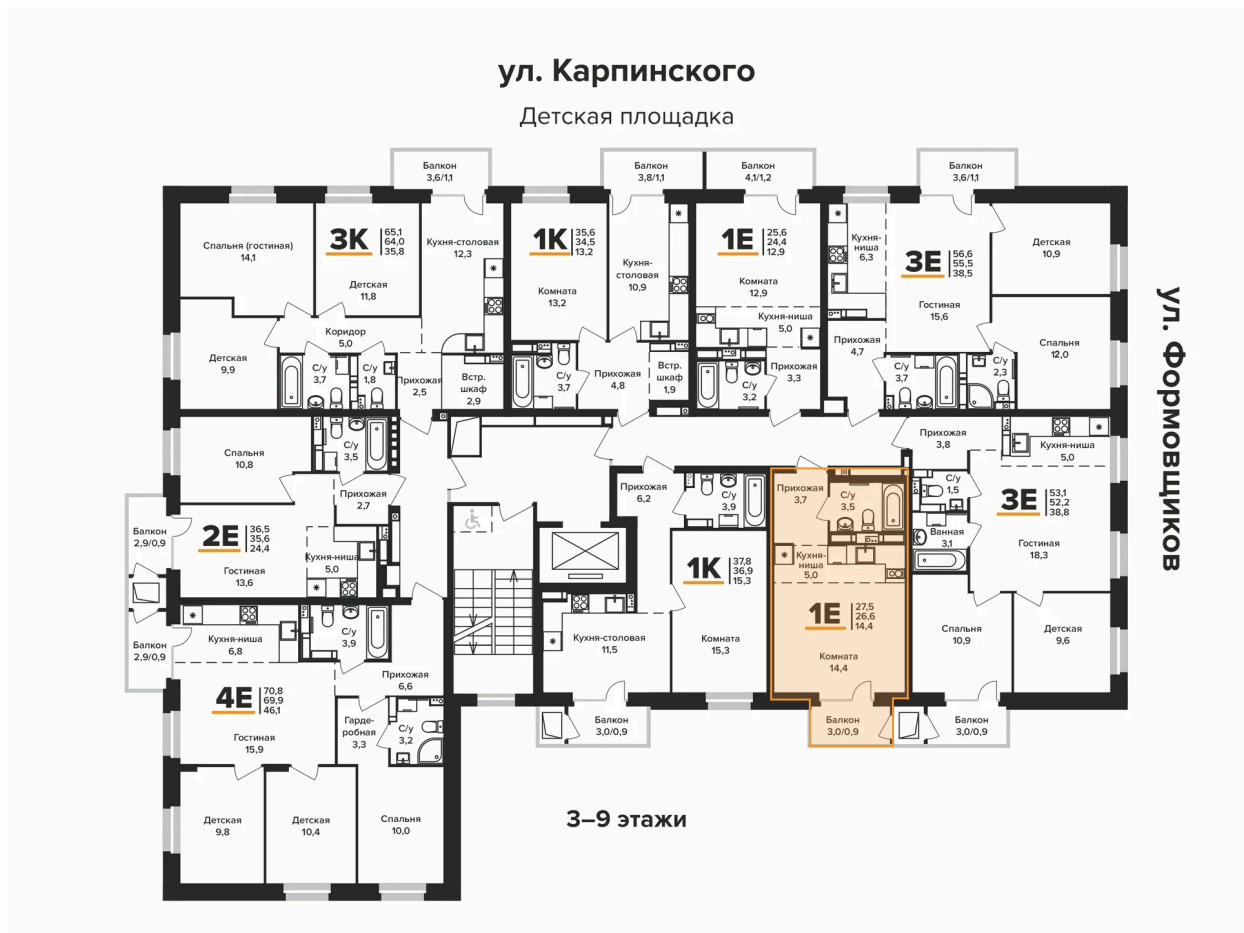 ул. Карпинского
Детская площадка
Балкон
3,6/1,1
Балкон
3,8/1,1
Балкон
4,1/1,2
Балкон
3,6/1,1
Спальня (гостиная)
14,1
3К
65,1
64,0
35,8
Детская
11,8
Кухня-столовая
12,3
1К
35,6
34,5
13,2
Комната
13,2
Кухня-
столовая
10,9
1Е
25,6
24,4
12,9
Комната
12,9
Кухня-ниша
5,0
Кухня-
ниша
6,3
3Е
56,6
55,5
38,5
Гостиная
15,6
Детская
10,9
Спальня
12,0
Коридор
5,0
Детская
9,9
С/у
3,7
С/у
1,8
Прихожая
2,5
Встр.
шкаф
2,9
С/у
3,7
Прихожая
4,8
Встр.
шкаф
1,9
С/у
3,2
Прихожая
3,3
Прихожая
4,7
С/у
3,7
С/у
2,3
ул. Формовщиков
Спальня
10,8
С/у
3,5
Прихожая
2,7
Балкон
2,9/0,9
2Е
36,5
35,6
24,4
Гостиная
13,6
Кухня-ниша
5,0
Прихожая
6,2
С/у
3,9
1К
37,8
36,9
15,3
Кухня-столовая
11,5
Комната
15,3
Балкон
3,0/0,9
Прихожая
3,7
С/у
3,5
Кухня-
ниша
5,0
1Е
27,5
26,6
14,4
Комната
14,4
Балкон
3,0/0,9
Прихожая
3,8
Кухня-ниша
5,0
С/у
1,5
Ванная
3,1
3Е
53,1
52,2
38,8
Гостиная
18,3
Спальня
10,9
Детская
9,6
Балкон
3,0/0,9
Балкон
2,9/0,9
Кухня-ниша
6,8
С/у
3,9
Прихожая
6,6
4Е
70,8
69,9
46,1
Гостиная
15,9
Гарде-
робная
3,3
С/у
3,2
Детская
9,8
Детская
10,4
Спальня
10,0
3–9 этажи